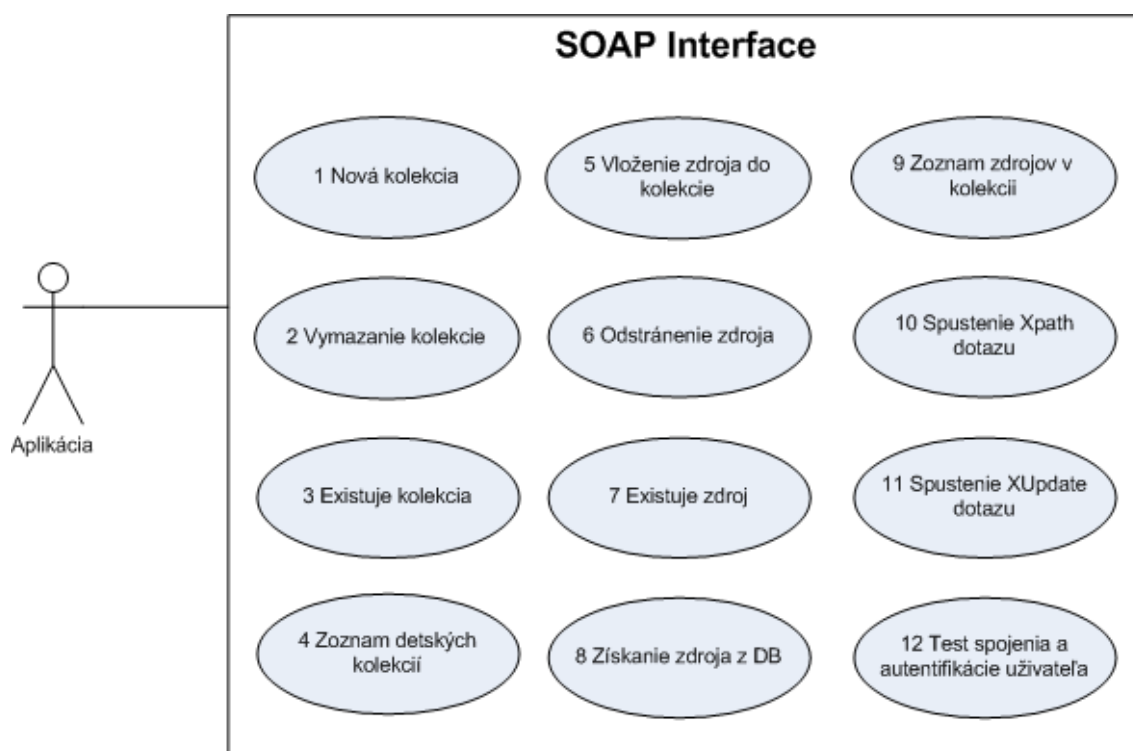 SOAP Interface
1 Nová kolekcia
2 Vymazanie kolekcie
3 Existuje kolekcia
4 Zoznam detských
kolekcií
5 Vloženie zdroja do
kolekcie
6 Odstránenie zdroja
7 Existuje zdroj
8 Získanie zdroja z DB
9 Zoznam zdrojov v
kolekcii
10 Spustenie Xpath
dotazu
11 Spustenie XUpdate
dotazu
12 Test spojenia a
autentifikácie uživateľa
Aplikácia